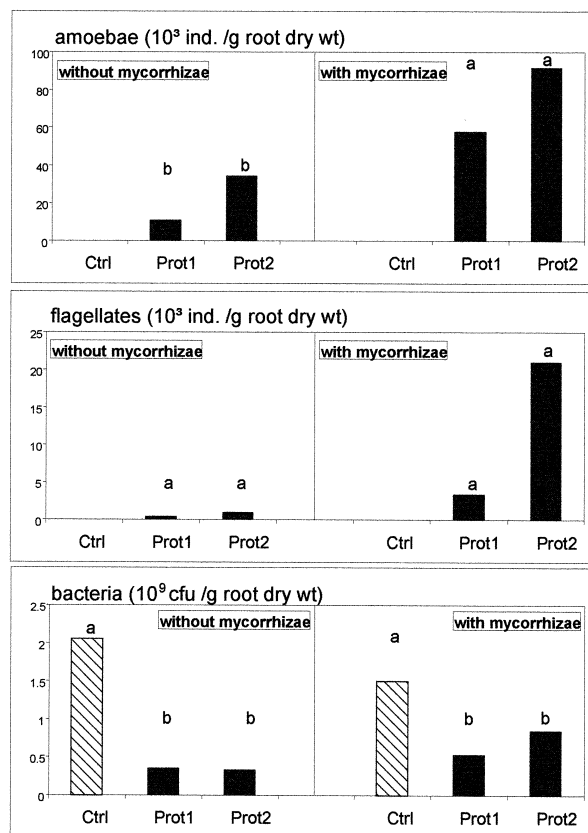 amoebae (10³ ind. /g root dry wt)
without mycorrhizae
with mycorrhizae
100
80
60
40
20
0
b
b
a
a
Ctrl
Prot1
Prot2
Ctrl
Prot1
Prot2
flagellates (10³ ind. /g root dry wt)
without mycorrhizae
with mycorrhizae
25
20
15
10
5
0
a
a
a
a
Ctrl
Prot1
Prot2
Ctrl
Prot1
Prot2
bacteria (10⁹ cfu /g root dry wt)
without mycorrhizae
with mycorrhizae
2.5
2
1.5
1
0.5
0
a
b
b
a
b
b
Ctrl
Prot1
Prot2
Ctrl
Prot1
Prot2